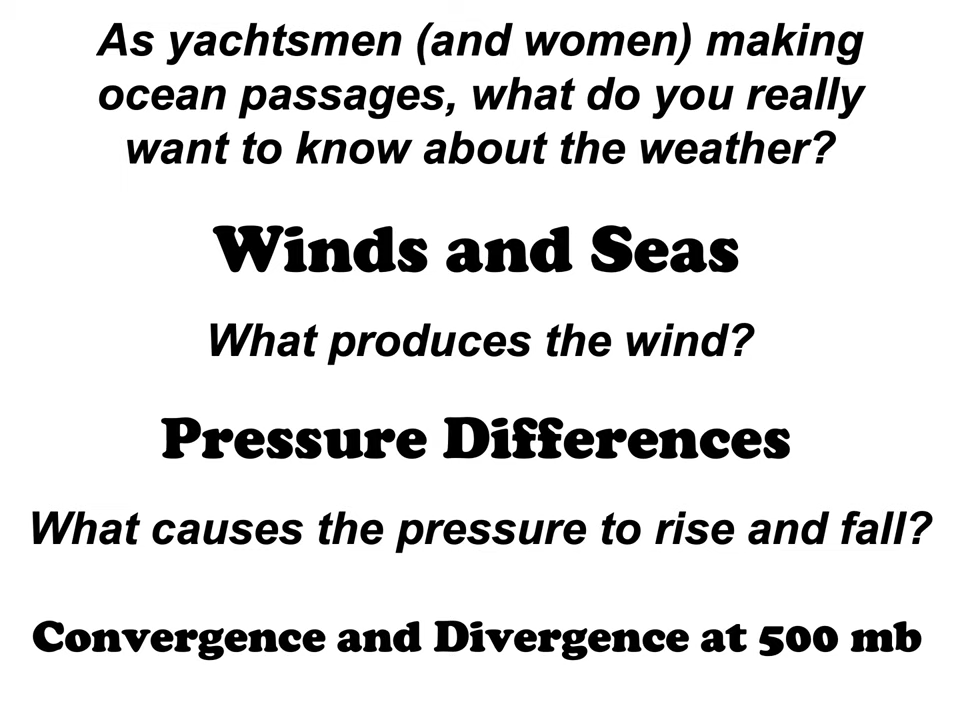 As yachtsmen (and women) making
ocean passages, what do you really
want to know about the weather?
Winds and Seas
What produces the wind?
Pressure Differences
What causes the pressure to rise and fall?
Convergence and Divergence at 500 mb